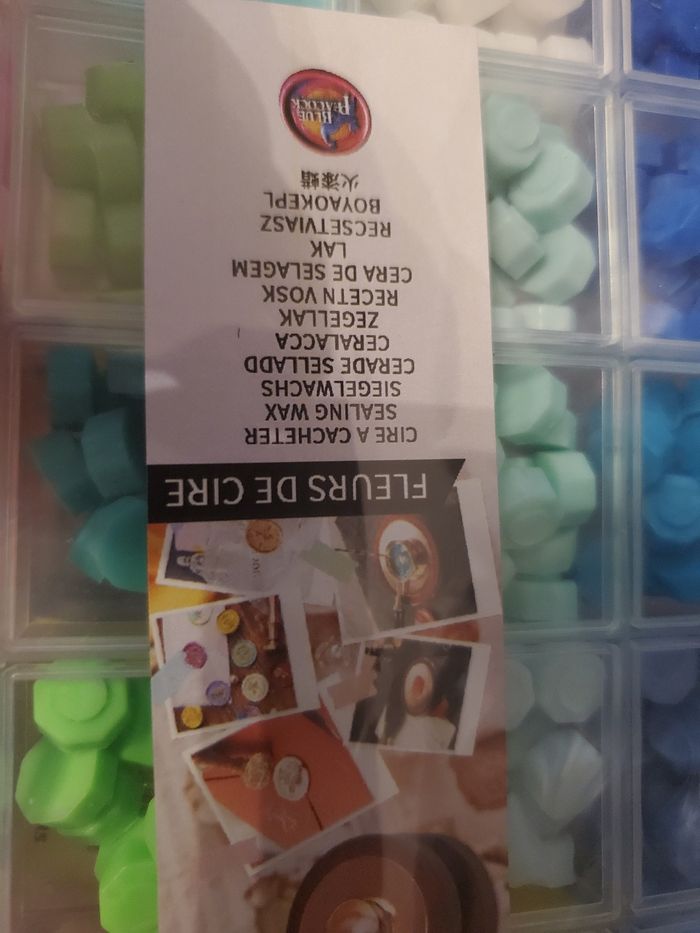 FLEURS DE CIRE
CIRE A CACHETER
SEALING WAX
SIEGELWACHS
CERADE SELLADD
CERALACCA
ZEGELLAK
RECETN VOSK
CERA DE SELAGEM
LAK
RECSETVIASZ
BOYAOKEPL
火漆蜡
BLUE
PEACOCK